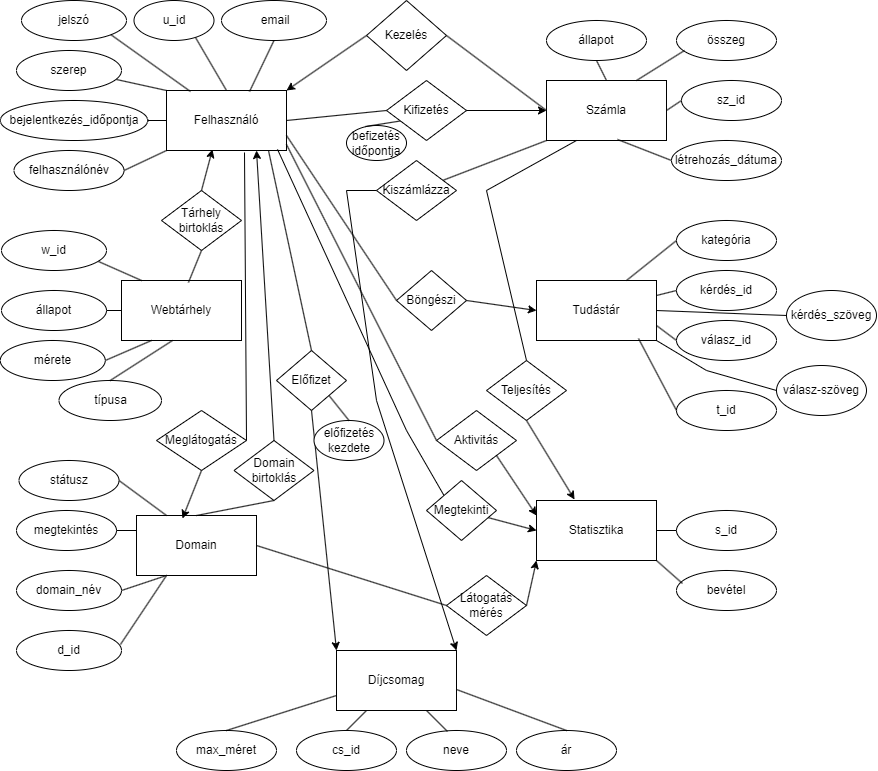 jelszó
u_id
email
Kezelés
állapot
összeg
szerep
Felhasználó
Kifizetés
Számla
sz_id
bejelentkezés_időpontja
befizetés
időpontja
létrehozás_dátuma
felhasználónév
Kiszámlázza
Tárhely
birtoklás
w_id
kategória
állapot
Webtárhely
Böngészi
Tudástár
kérdés_id
kérdés_szöveg
mérete
válasz_id
típusa
Előfizet
Teljesítés
válasz-szöveg
t_id
Meglátogatás
előfizetés
kezdete
Aktivitás
Domain
birtoklás
státusz
megtekintés
Megtekinti
Statisztika
s_id
Domain
domain_név
Látogatás
mérés
bevétel
d_id
Díjcsomag
max_méret
cs_id
neve
ár